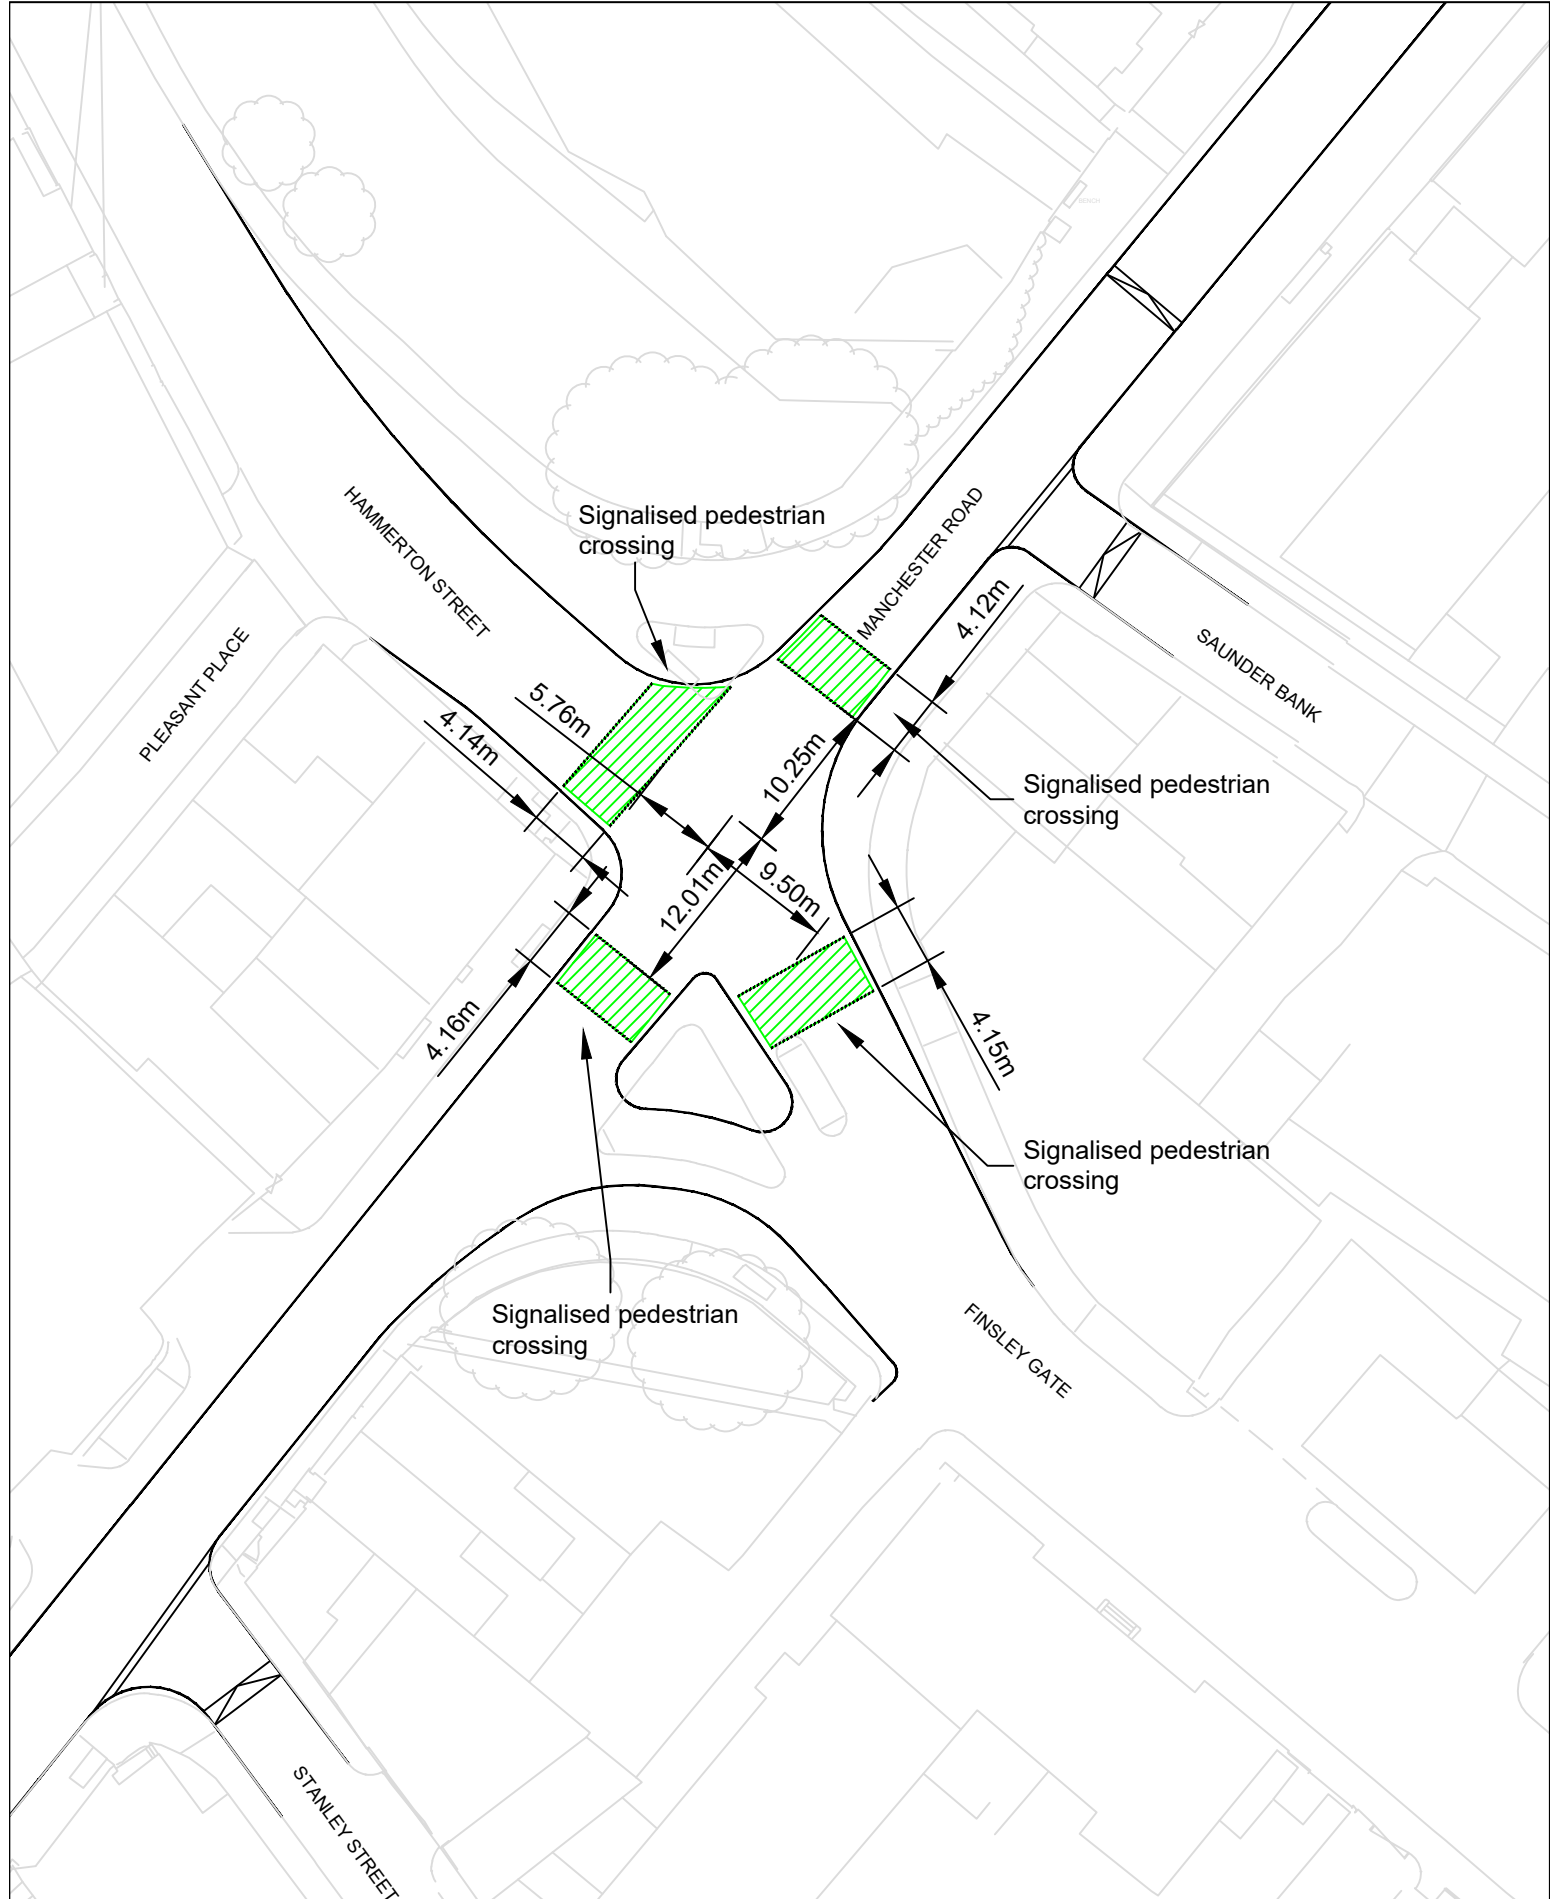 BENCH
HAMMERTON STREET
Signalised pedestrian
crossing
MANCHESTER ROAD
4.12m
SAUNDER BANK
PLEASANT PLACE
5.76m
4.14m
10.25m
Signalised pedestrian
crossing
12.01m
9.50m
4.16m
4.15m
Signalised pedestrian
crossing
Signalised pedestrian
crossing
FINSLEY GATE
STANLEY STREET